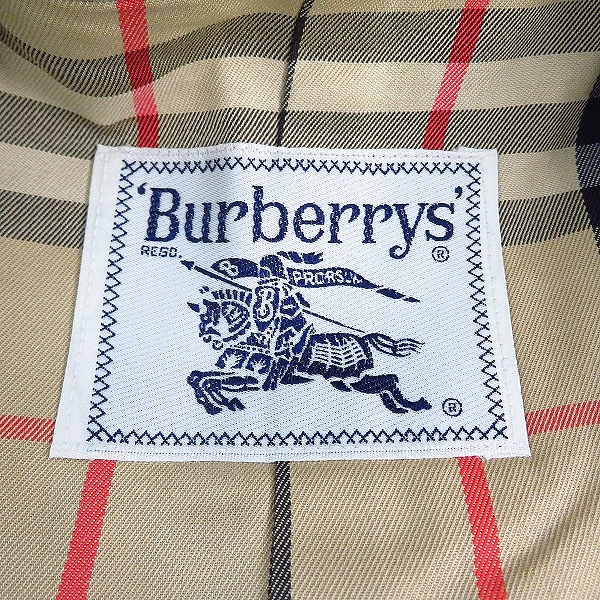 'Burberrys'
REGD. ®
B PRORSUM
B
®